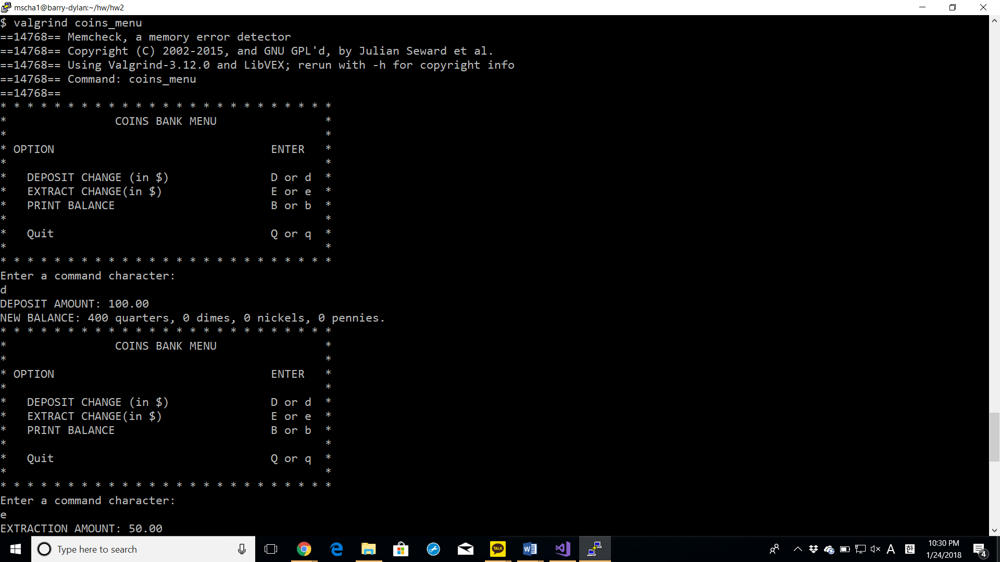 mscha1@barry-dylan:~/hw/hw2
$ valgrind coins_menu
==14768== Memcheck, a memory error detector
==14768== Copyright (C) 2002-2015, and GNU GPL'd, by Julian Seward et al.
==14768== Using Valgrind-3.12.0 and LibVEX; rerun with -h for copyright info
==14768== Command: coins_menu
==14768==
* * * * * * * * * * * * * * * * * * * * * * * * *
*                COINS BANK MENU                *
*                                               *
* OPTION                                ENTER   *
*                                               *
*   DEPOSIT CHANGE (in $)               D or d  *
*   EXTRACT CHANGE(in $)                E or e  *
*   PRINT BALANCE                       B or b  *
*                                               *
*   Quit                                Q or q  *
*                                               *
* * * * * * * * * * * * * * * * * * * * * * * * *
Enter a command character:
d
DEPOSIT AMOUNT: 100.00
NEW BALANCE: 400 quarters, 0 dimes, 0 nickels, 0 pennies.
* * * * * * * * * * * * * * * * * * * * * * * * *
*                COINS BANK MENU                *
*                                               *
* OPTION                                ENTER   *
*                                               *
*   DEPOSIT CHANGE (in $)               D or d  *
*   EXTRACT CHANGE(in $)                E or e  *
*   PRINT BALANCE                       B or b  *
*                                               *
*   Quit                                Q or q  *
*                                               *
* * * * * * * * * * * * * * * * * * * * * * * * *
Enter a command character:
e
EXTRACTION AMOUNT: 50.00
Type here to search
TALK
A
한
10:30 PM
1/24/2018
4